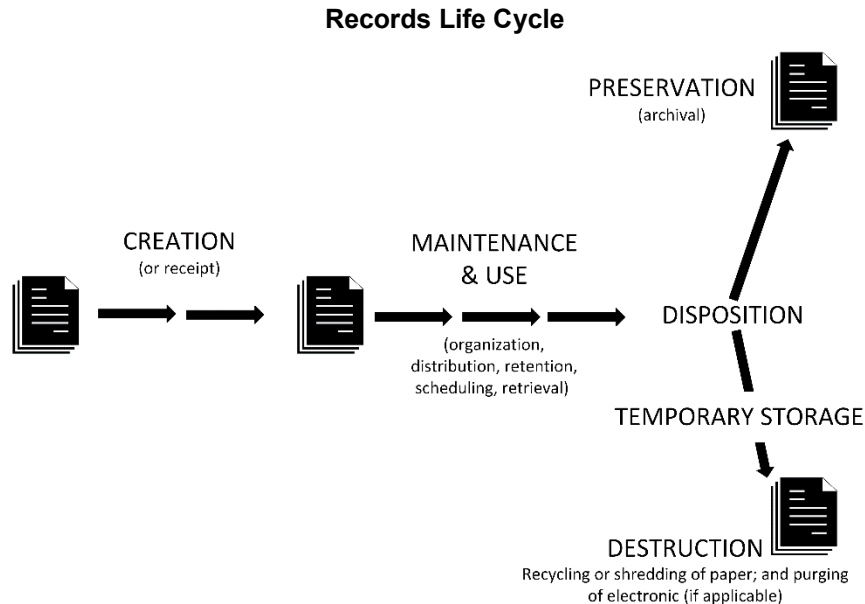 Records Life Cycle
PRESERVATION
(archival)
CREATION
(or receipt)
MAINTENANCE
& USE
(organization,
distribution, retention,
scheduling, retrieval)
DISPOSITION
TEMPORARY STORAGE
DESTRUCTION
Recycling or shredding of paper; and purging
of electronic (if applicable)